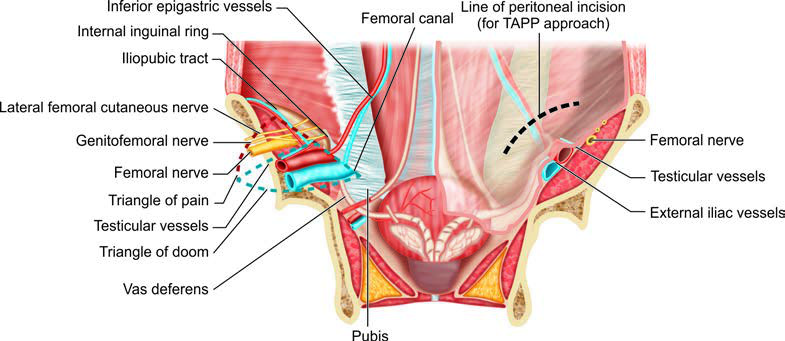 Inferior epigastric vessels
Internal inguinal ring
Iliopubic tract
Lateral femoral cutaneous nerve
Genitofemoral nerve
Femoral nerve
Triangle of pain
Testicular vessels
Triangle of doom
Vas deferens
Femoral canal
Pubis
Line of peritoneal incision
(for TAPP approach)
Femoral nerve
Testicular vessels
External iliac vessels